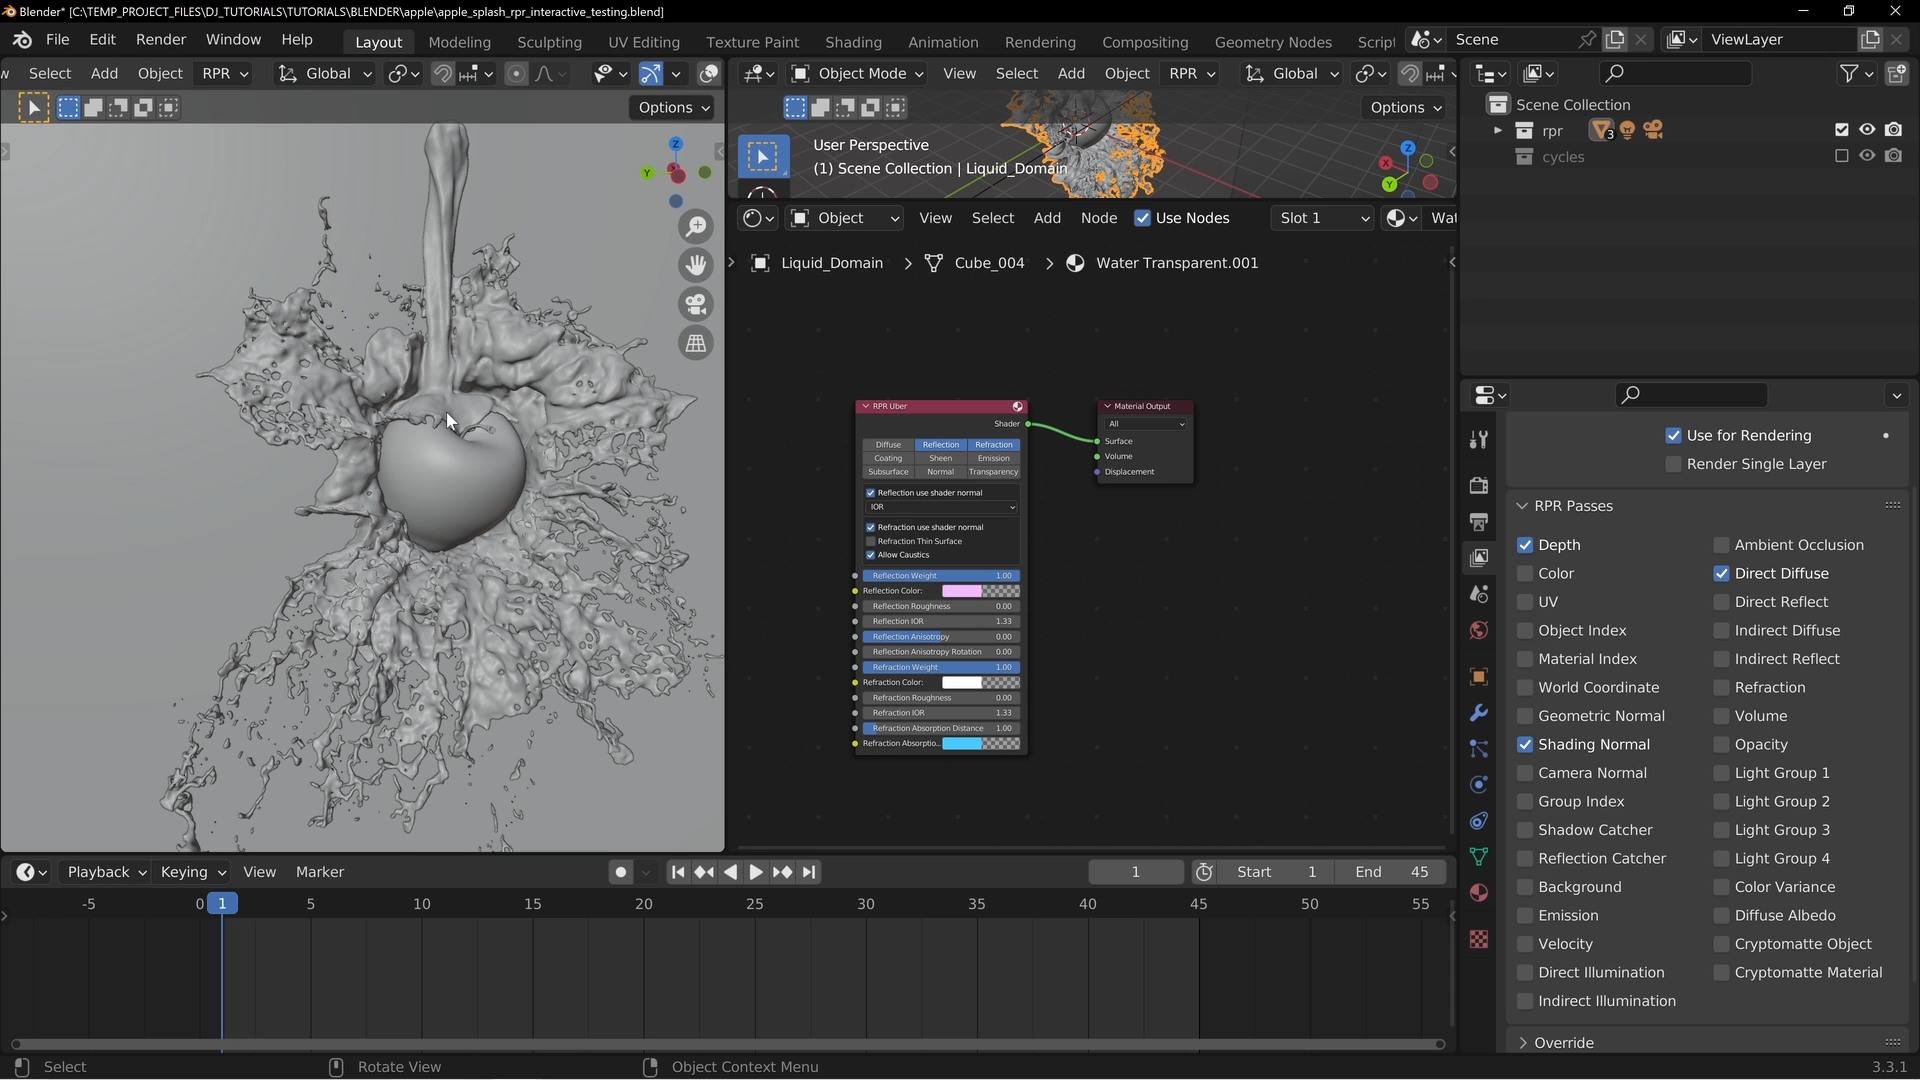 Blender* [C:\TEMP_PROJECT_FILES\DJ_TUTORIALS\TUTORIALS\BLENDER\apple\apple_splash_rpr_interactive_testing.blend]
File Edit Render Window Help Layout Modeling Sculpting UV Editing Texture Paint Shading Animation Rendering Compositing Geometry Nodes Script Scene ViewLayer
w Select Add Object RPR Global
Object Mode View Select Add Object RPR Global
Options
Options
User Perspective
(1) Scene Collection | Liquid_Domain
X
Y
Z
X
Y
Z
Object View Select Add Node Use Nodes Slot 1 Wat
Liquid_Domain > Cube_004 > Water Transparent.001
RPR Uber
Shader
Diffuse Reflection Refraction
Coating Sheen Emission
Subsurface Normal Transparency
Reflection use shader normal
IOR
Refraction use shader normal
Refraction Thin Surface
Allow Caustics
Reflection Weight 1.00
Reflection Color:
Reflection Roughness 0.00
Reflection IOR 1.33
Reflection Anisotropy 0.00
Reflection Anisotropy Rotation 0.00
Refraction Weight 1.00
Refraction Color:
Refraction Roughness 0.00
Refraction IOR 1.33
Refraction Absorption Distance 1.00
Refraction Absorptio...
Material Output
All
Surface
Volume
Displacement
Scene Collection
rpr 3
cycles
Use for Rendering
Render Single Layer
RPR Passes
Depth Ambient Occlusion
Color Direct Diffuse
UV Direct Reflect
Object Index Indirect Diffuse
Material Index Indirect Reflect
World Coordinate Refraction
Geometric Normal Volume
Shading Normal Opacity
Camera Normal Light Group 1
Group Index Light Group 2
Shadow Catcher Light Group 3
Reflection Catcher Light Group 4
Background Color Variance
Emission Diffuse Albedo
Velocity Cryptomatte Object
Direct Illumination Cryptomatte Material
Indirect Illumination
Override
Playback Keying View Marker 1 Start 1 End 45
-5 0 1 5 10 15 20 25 30 35 40 45 50 55
Select Rotate View Object Context Menu 3.3.1